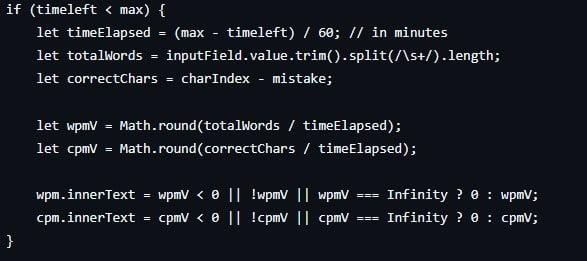 if (timeleft < max) {
let timeElapsed = (max - timeleft) / 60; // in minutes
let totalWords = inputField.value.trim().split(/\s+/).length;
let correctChars = charIndex - mistake;
let wpmV = Math.round(totalWords / timeElapsed);
let cpmV = Math.round(correctChars / timeElapsed);
wpm.innerText = wpmV < 0 || !wpmV || wpmV === Infinity ? 0 : wpmV;
cpm.innerText = cpmV < 0 || !cpmV || cpmV === Infinity ? 0 : cpmV;
}